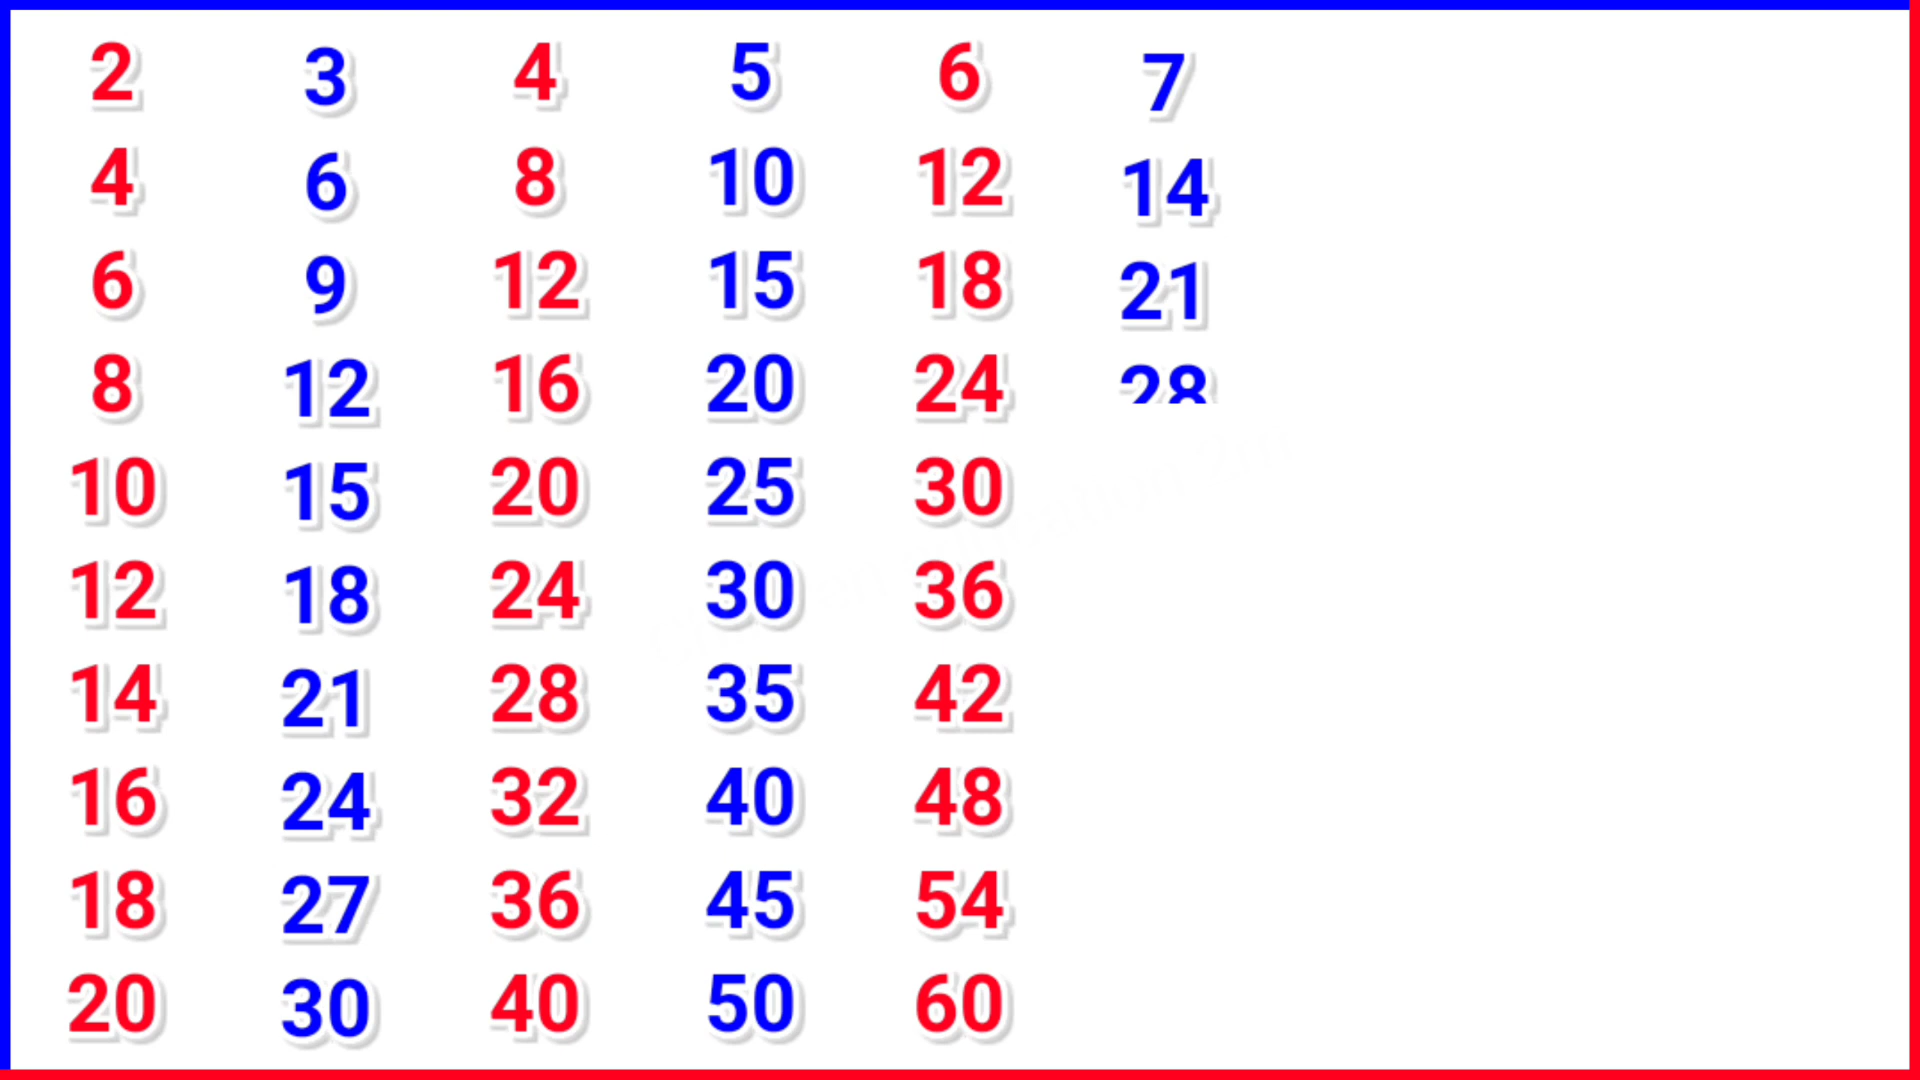 2 3 4 5 6 7
4 6 8 10 12 14
6 9 12 15 18 21
8 12 16 20 24 28
10 15 20 25 30
12 18 24 30 36
14 21 28 35 42
16 24 32 40 48
18 27 36 45 54
20 30 40 50 60